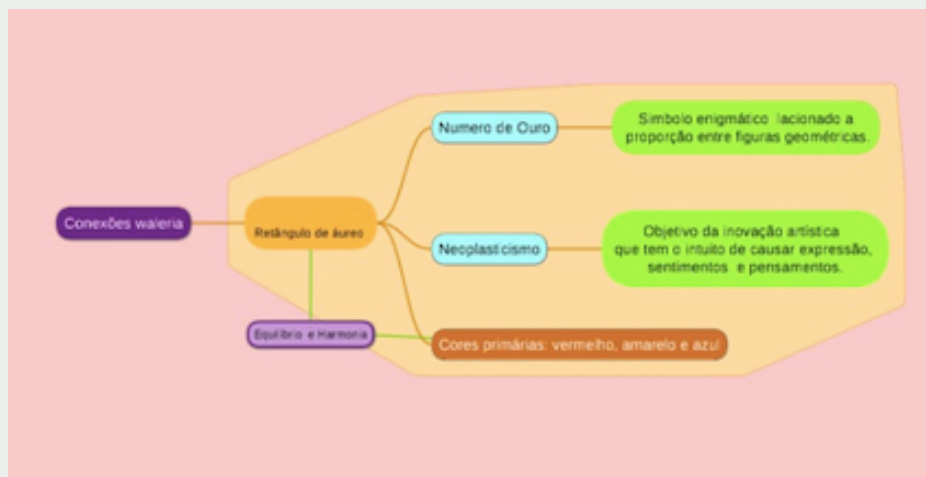 Conexões waleria
Retângulo de áureo
Numero de Ouro
Simbolo enigmático lacionado a
proporção entre figuras geométricas.
Neoplasticismo
Objetivo da inovação artística
que tem o intuito de causar expressão,
sentimentos e pensamentos.
Equilíbrio e Harmonia
Cores primárias: vermelho, amarelo e azul